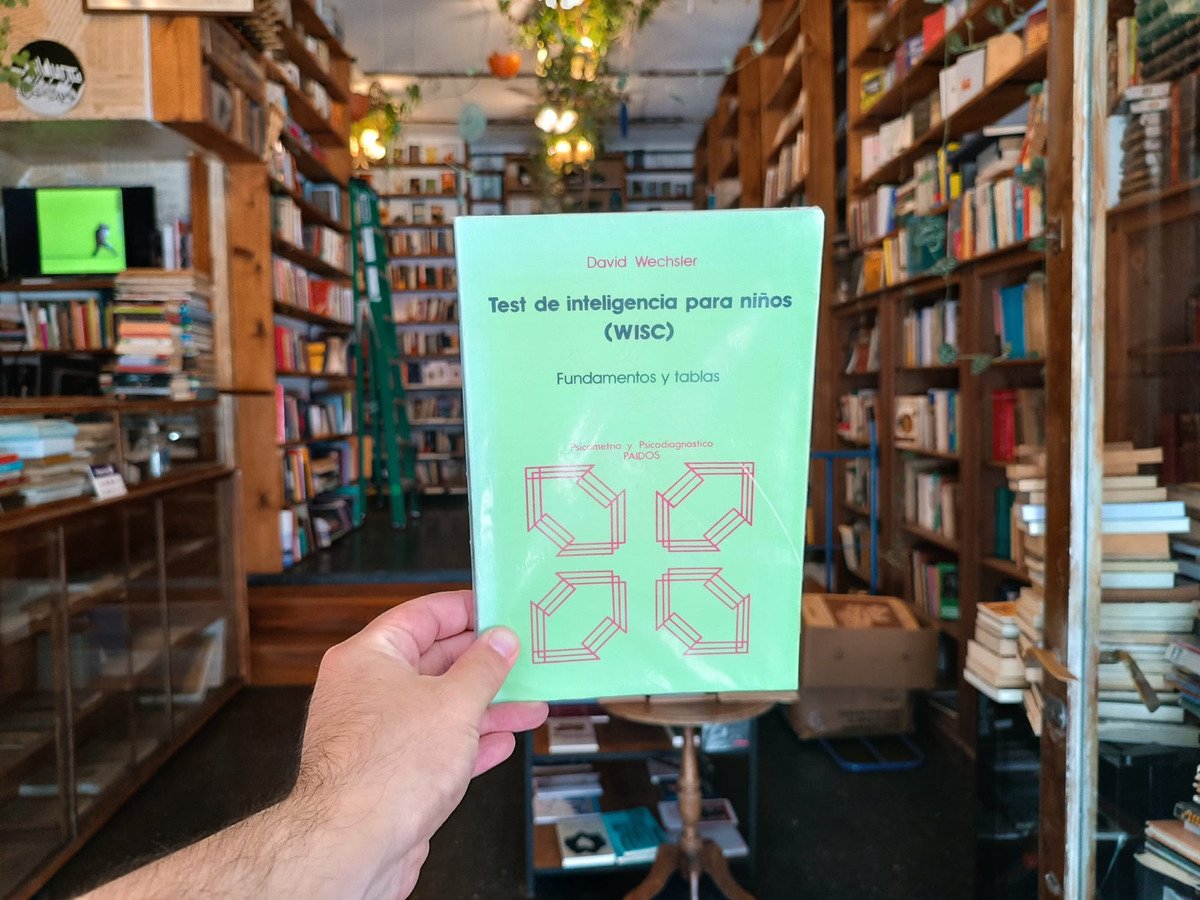 David Wechsler
Test de inteligencia para niños
(WISC)
Fundamentos y tablas
Psicometría y Psicodiagnóstico
PAIDOS